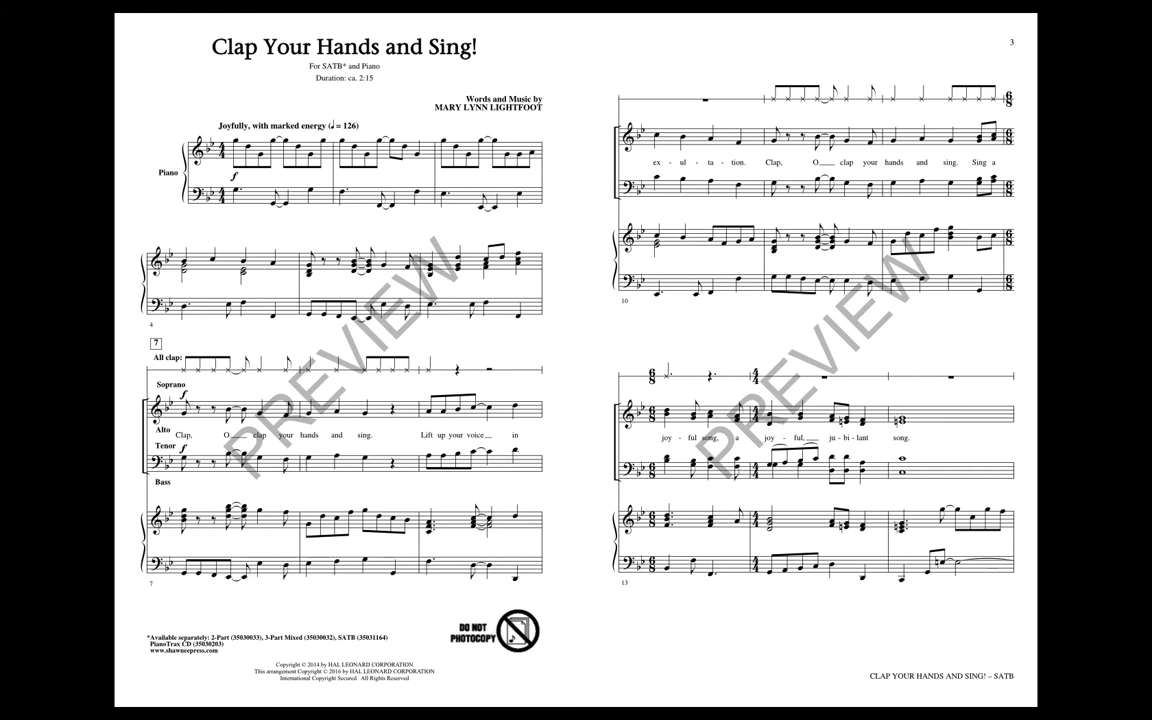 Clap Your Hands and Sing!
For SATB* and Piano
Duration: ca. 2:15
Words and Music by
MARY LYNN LIGHTFOOT
Joyfully, with marked energy (♩ = 126)
Piano
f
4
7
All clap:
Soprano
f
Alto
Clap, O clap your hands and sing. Lift up your voice in
Tenor
f
Bass
7
*Available separately: 2-Part (35030033), 3-Part Mixed (35030032), SATB (35031164)
PianoTrax CD (35030203)
www.shawneepress.com
DO NOT
PHOTOCOPY
Copyright © 2014 by HAL LEONARD CORPORATION
This arrangement Copyright © 2016 by HAL LEONARD CORPORATION
International Copyright Secured All Rights Reserved
PREVIEW
3
ex - ul - ta - tion. Clap, O clap your hands and sing. Sing a
10
joy - ful song, a joy - ful, ju - bi - lant song.
13
PREVIEW
CLAP YOUR HANDS AND SING! – SATB